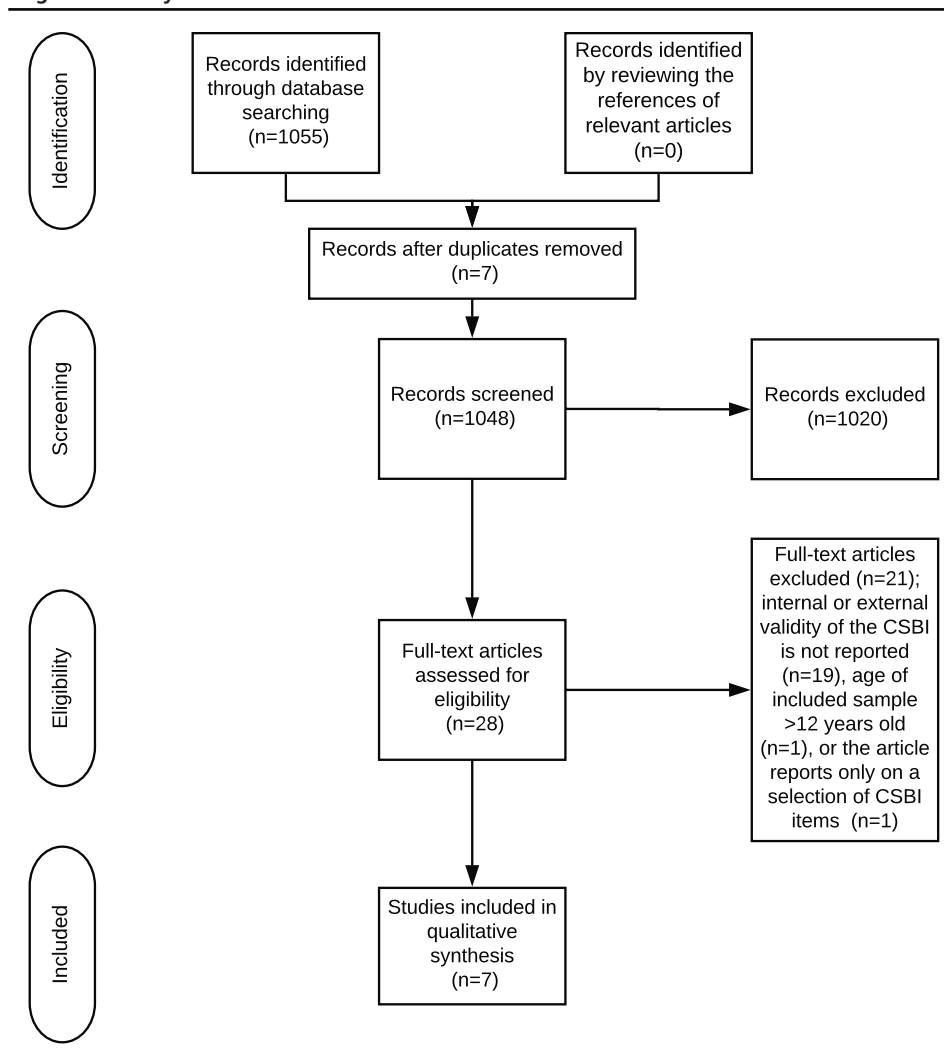 Identification
Records identified
through database
searching
(n=1055)
Records identified
by reviewing the
references of
relevant articles
(n=0)
Records after duplicates removed
(n=7)
Screening
Records screened
(n=1048)
Records excluded
(n=1020)
Eligibility
Full-text articles
assessed for
eligibility
(n=28)
Full-text articles
excluded (n=21);
internal or external
validity of the CSBI
is not reported
(n=19), age of
included sample
>12 years old
(n=1), or the article
reports only on a
selection of CSBI
items (n=1)
Included
Studies included in
qualitative
synthesis
(n=7)